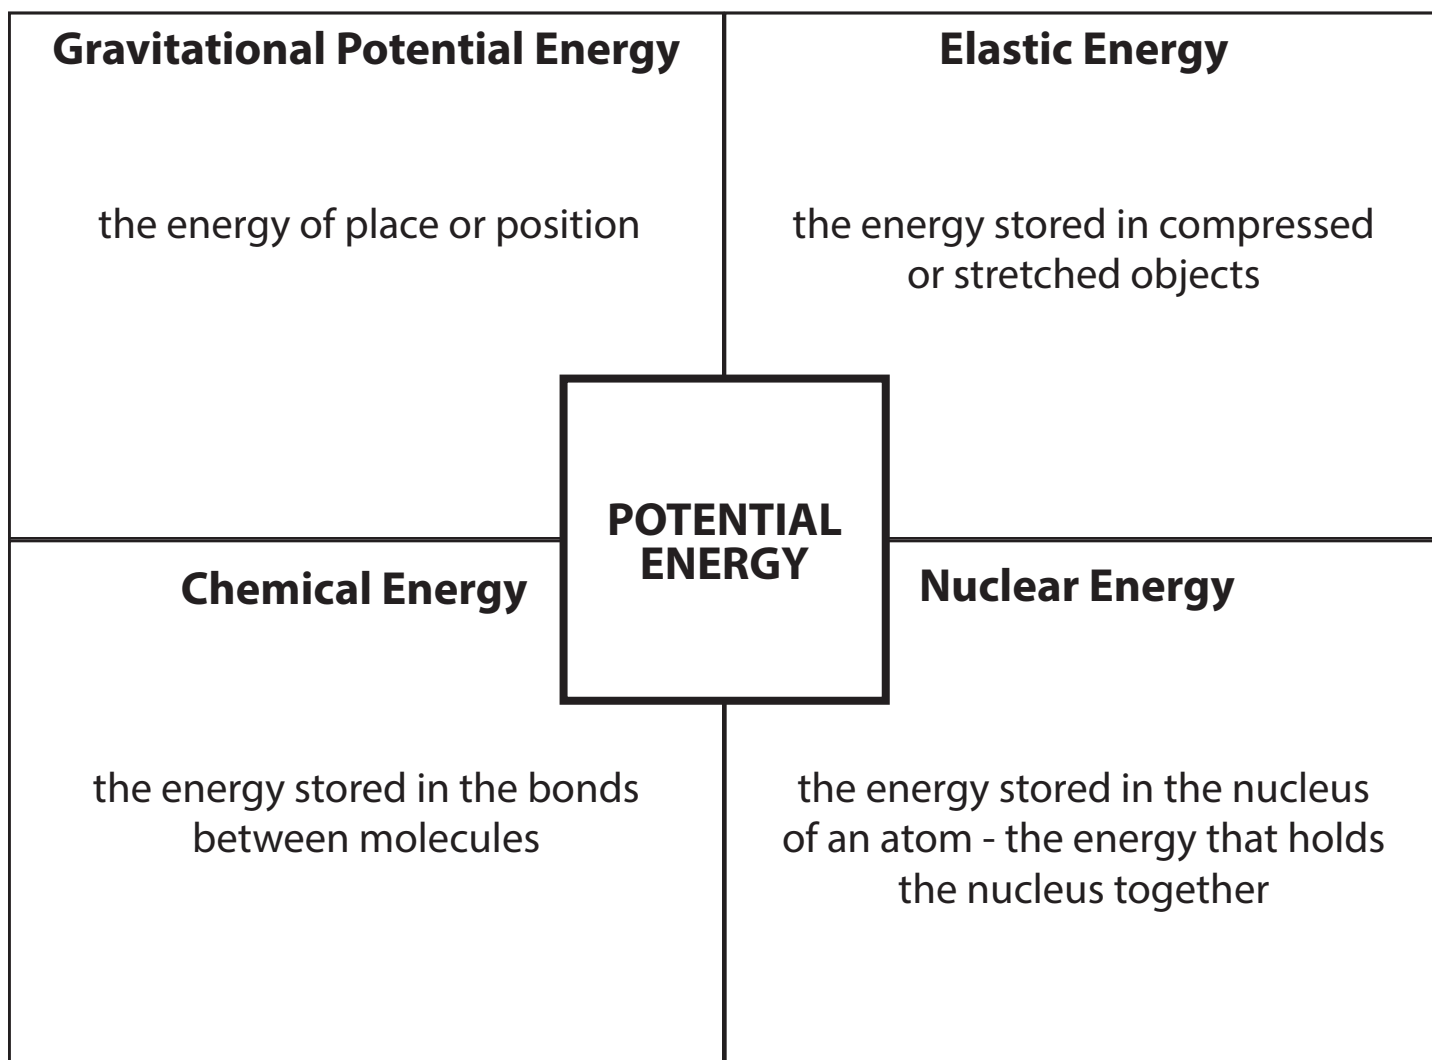 Gravitational Potential Energy
the energy of place or position
Elastic Energy
the energy stored in compressed
or stretched objects
POTENTIAL
ENERGY
Chemical Energy
the energy stored in the bonds
between molecules
Nuclear Energy
the energy stored in the nucleus
of an atom - the energy that holds
the nucleus together